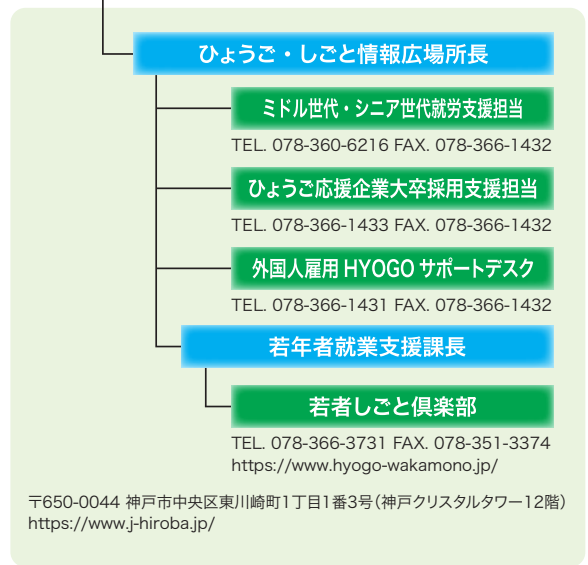 ひょうご・しごと情報広場所長
ミドル世代・シニア世代就労支援担当
TEL. 078-360-6216 FAX. 078-366-1432
ひょうご応援企業大卒採用支援担当
TEL. 078-366-1433 FAX. 078-366-1432
外国人雇用 HYOGO サポートデスク
TEL. 078-366-1431 FAX. 078-366-1432
若年者就業支援課長
若者しごと倶楽部
TEL. 078-366-3731 FAX. 078-351-3374
https://www.hyogo-wakamono.jp/
〒650-0044 神戸市中央区東川崎町1丁目1番3号(神戸クリスタルタワー12階)
https://www.j-hiroba.jp/